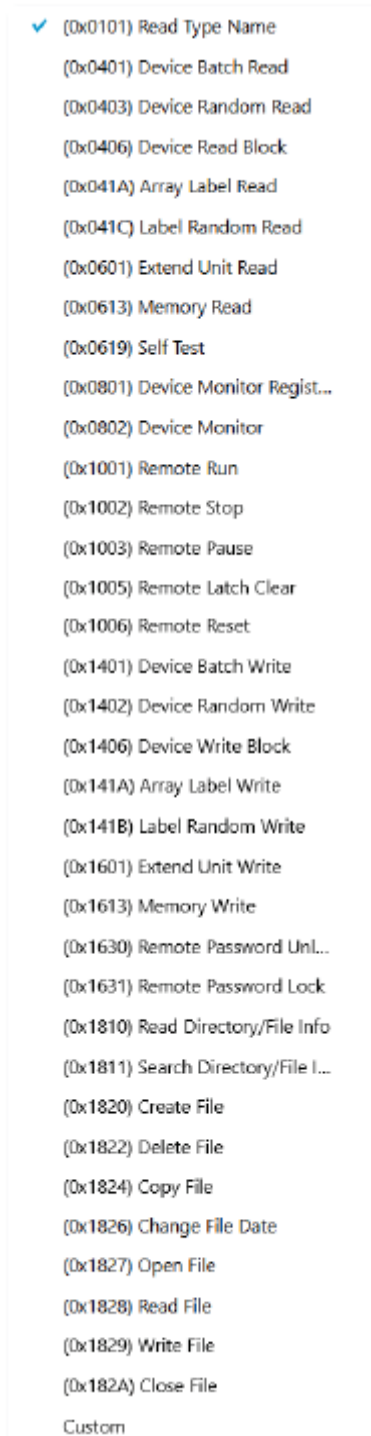 (0x0101) Read Type Name
(0x0401) Device Batch Read
(0x0403) Device Random Read
(0x0406) Device Read Block
(0x041A) Array Label Read
(0x041C) Label Random Read
(0x0601) Extend Unit Read
(0x0613) Memory Read
(0x0619) Self Test
(0x0801) Device Monitor Regist...
(0x0802) Device Monitor
(0x1001) Remote Run
(0x1002) Remote Stop
(0x1003) Remote Pause
(0x1005) Remote Latch Clear
(0x1006) Remote Reset
(0x1401) Device Batch Write
(0x1402) Device Random Write
(0x1406) Device Write Block
(0x141A) Array Label Write
(0x141B) Label Random Write
(0x1601) Extend Unit Write
(0x1613) Memory Write
(0x1630) Remote Password Unl...
(0x1631) Remote Password Lock
(0x1810) Read Directory/File Info
(0x1811) Search Directory/File I...
(0x1820) Create File
(0x1822) Delete File
(0x1824) Copy File
(0x1826) Change File Date
(0x1827) Open File
(0x1828) Read File
(0x1829) Write File
(0x182A) Close File
Custom